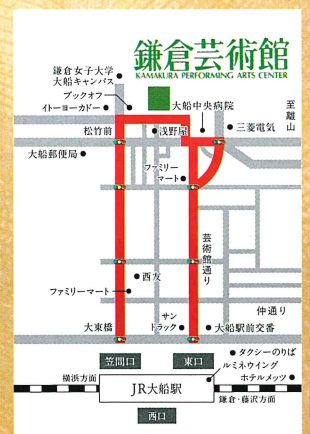 鎌倉芸術館
KAMAKURA PERFORMING ARTS CENTER
鎌倉女子大学
大船キャンパス
ブックオフ
イトーヨーカドー
大船中央病院
至離山
松竹前
浅野屋
三菱電気
大船郵便局
ファミリー
マート
芸術館通り
西友
ファミリーマート
仲通り
大東橋
サン
ドラック
大船駅前交番
笠間口
東口
タクシーのりば
ルミネウイング
横浜方面
JR大船駅
ホテルメッツ
鎌倉・藤沢方面
西口